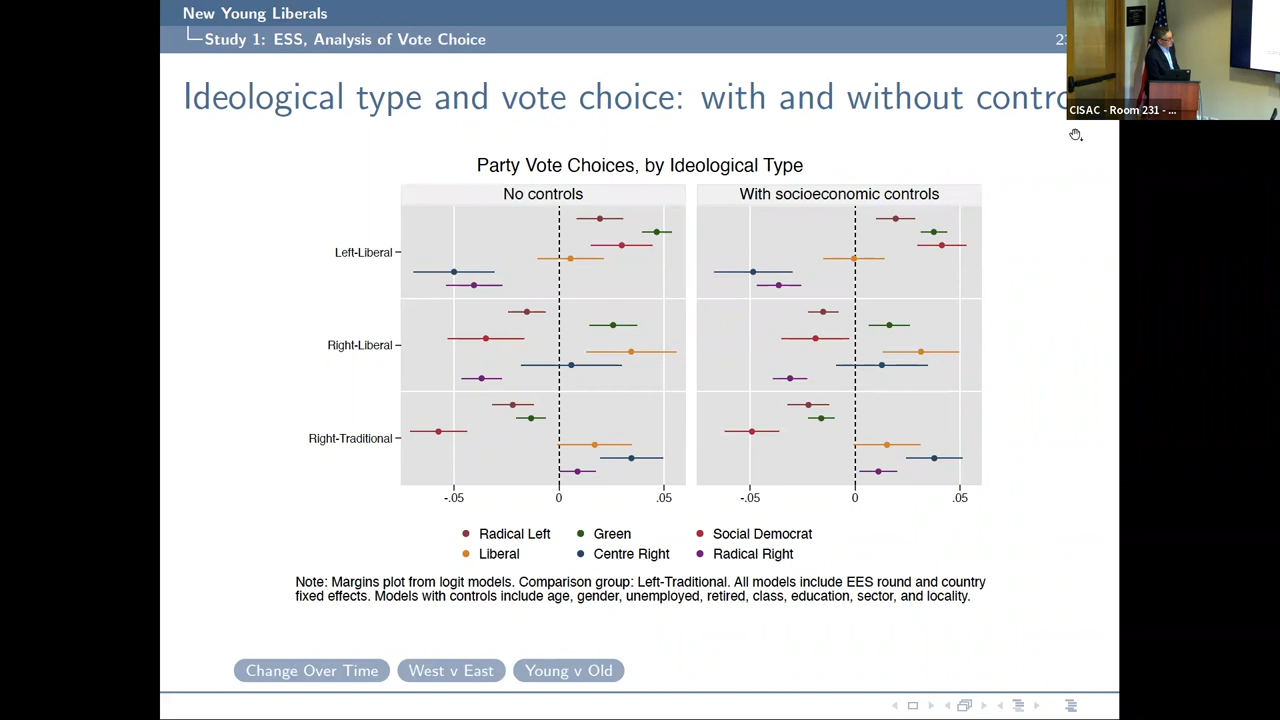 New Young Liberals
Study 1: ESS, Analysis of Vote Choice
Ideological type and vote choice: with and without contro
CISAC - Room 231 - ...
Party Vote Choices, by Ideological Type
No controls
With socioeconomic controls
Left-Liberal
Right-Liberal
Right-Traditional
-.05 0 .05
-.05 0 .05
Radical Left Green Social Democrat
Liberal Centre Right Radical Right
Note: Margins plot from logit models. Comparison group: Left-Traditional. All models include EES round and country
fixed effects. Models with controls include age, gender, unemployed, retired, class, education, sector, and locality.
Change Over Time West v East Young v Old